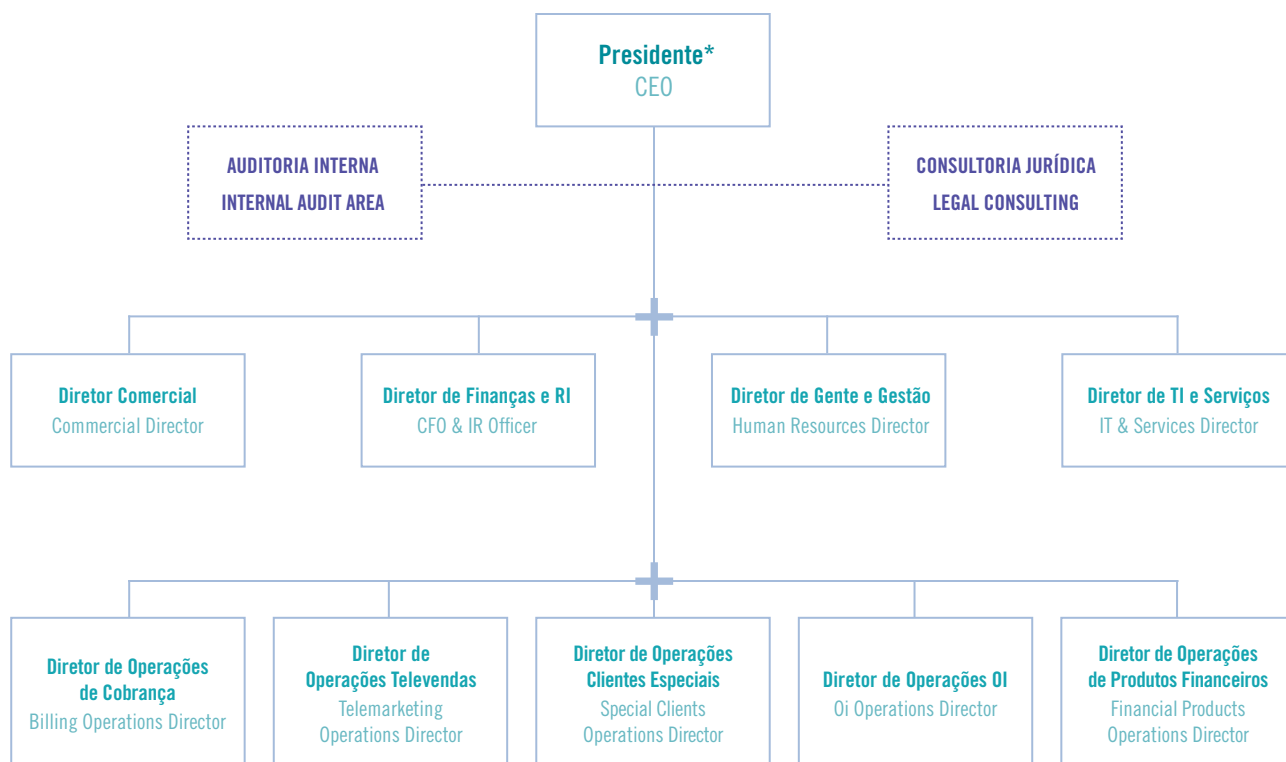 Presidente*
CEO
AUDITORIA INTERNA
INTERNAL AUDIT AREA
CONSULTORIA JURÍDICA
LEGAL CONSULTING
Diretor Comercial
Commercial Director
Diretor de Finanças e RI
CFO & IR Officer
Diretor de Gente e Gestão
Human Resources Director
Diretor de TI e Serviços
IT & Services Director
Diretor de Operações
de Cobrança
Billing Operations Director
Diretor de
Operações Televendas
Telemarketing
Operations Director
Diretor de Operações
Clientes Especiais
Special Clients
Operations Director
Diretor de Operações OI
Oi Operations Director
Diretor de Operações
de Produtos Financeiros
Financial Products
Operations Director